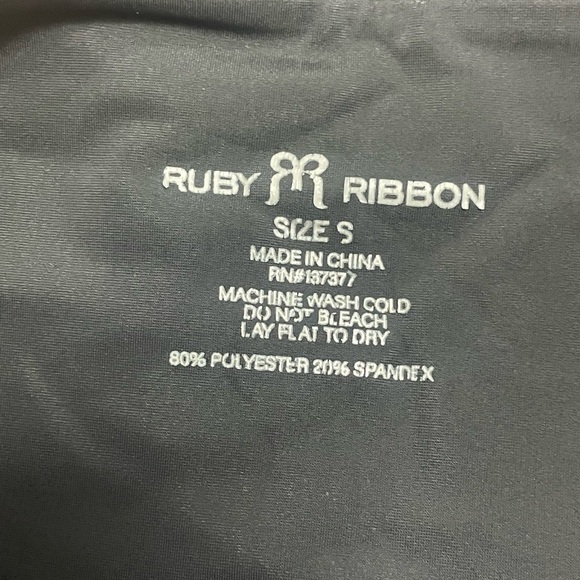 RUBY RIBBON
SIZE S
MADE IN CHINA
RN#137377
MACHINE WASH COLD
DO NOT BLEACH
LAY FLAT TO DRY
80% POLYESTER 20% SPANDEX